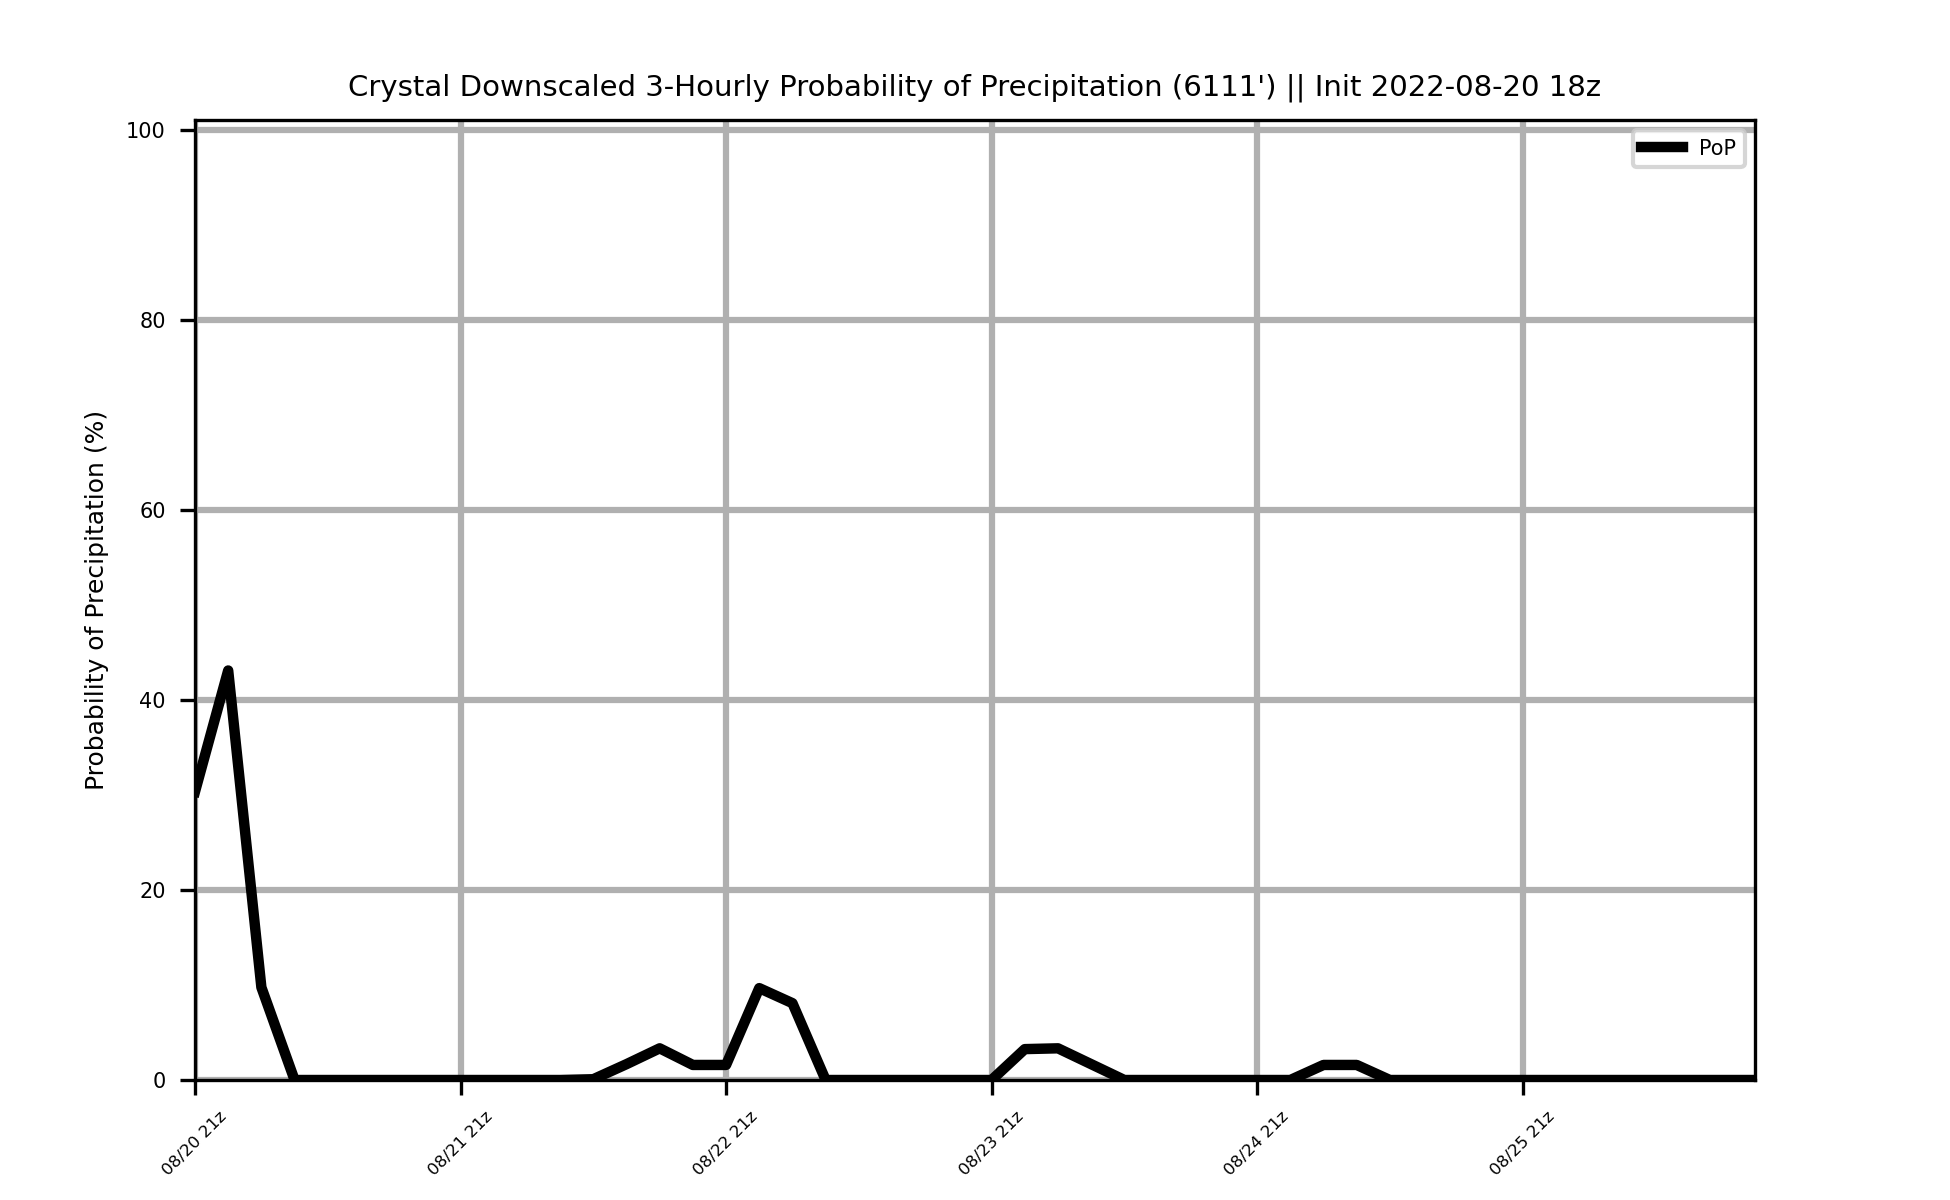 Crystal Downscaled 3-Hourly Probability of Precipitation (6111') || Init 2022-08-20 18z
PoP
Probability of Precipitation (%)
100
80
60
40
20
0
08/20 21z
08/21 21z
08/22 21z
08/23 21z
08/24 21z
08/25 21z